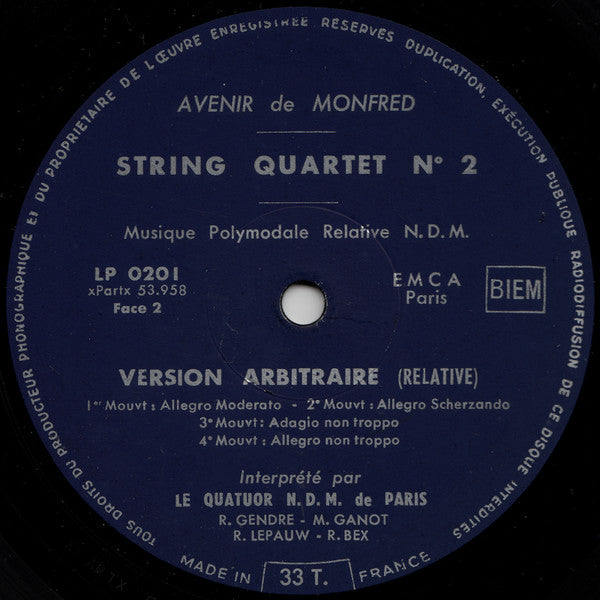 TOUS DROITS DU PRODUCTEUR PHONOGRAPHIQUE ET DU PROPRIETAIRE DE L'ŒUVRE ENREGISTRÉE RÉSERVÉS DUPLICATION, EXÉCUTION PUBLIQUE RADIODIFFUSION DE CE DISQUE INTERDITES
AVENIR de MONFRED
STRING QUARTET Nº 2
Musique Polymodale Relative N.D.M.
LP 0201
xPartx 53.958
Face 2
EMCA
Paris
BIEM
VERSION ARBITRAIRE (RELATIVE)
1er Mouvt : Allegro Moderato - 2e Mouvt : Allegro Scherzando
3e Mouvt : Adagio non troppo
4e Mouvt : Allegro non troppo
Interprété par
LE QUATUOR N.D.M. de PARIS
R. GENDRE - M. GANOT
R. LEPAUW - R. BEX
MADE IN 33 T. FRANCE